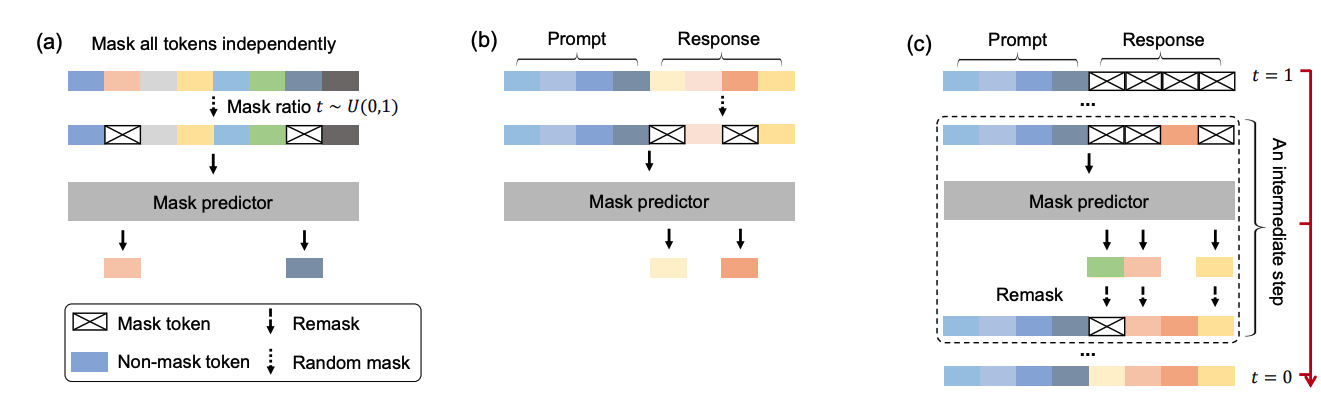 (a)
Mask all tokens independently
Mask ratio t ~ U(0,1)
Mask predictor
Mask token
Remask
Non-mask token
Random mask
(b)
Prompt
Response
Mask predictor
(c)
Prompt
Response
t = 1
...
Mask predictor
Remask
An intermediate step
...
t = 0